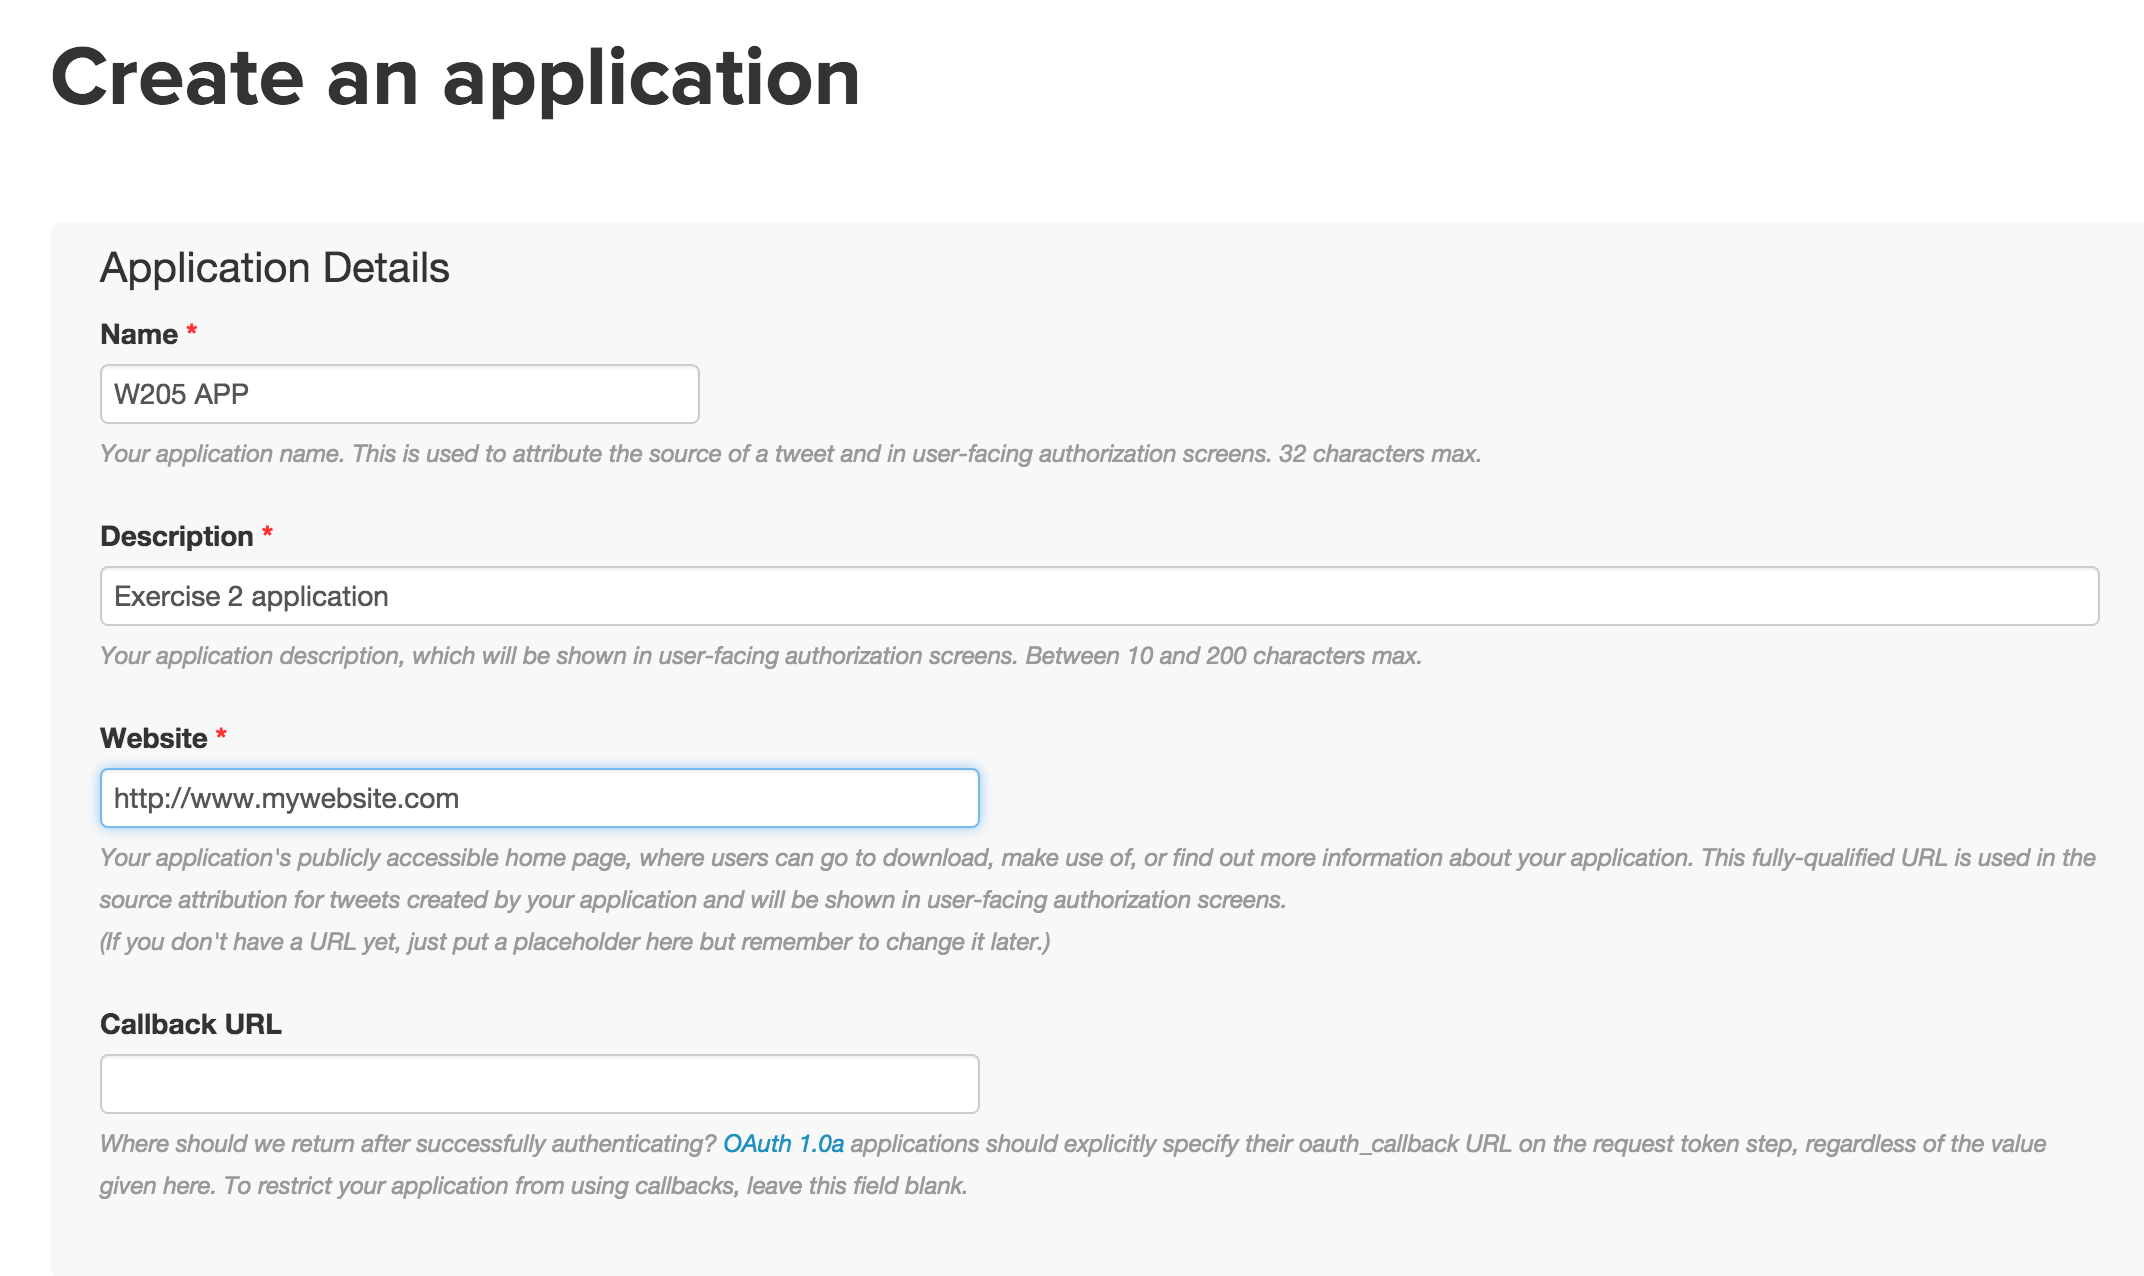 Create an application
Application Details
Name *
W205 APP
Your application name. This is used to attribute the source of a tweet and in user-facing authorization screens. 32 characters max.
Description *
Exercise 2 application
Your application description, which will be shown in user-facing authorization screens. Between 10 and 200 characters max.
Website *
http://www.mywebsite.com
Your application's publicly accessible home page, where users can go to download, make use of, or find out more information about your application. This fully-qualified URL is used in the
source attribution for tweets created by your application and will be shown in user-facing authorization screens.
(If you don't have a URL yet, just put a placeholder here but remember to change it later.)
Callback URL
Where should we return after successfully authenticating? OAuth 1.0a applications should explicitly specify their oauth_callback URL on the request token step, regardless of the value
given here. To restrict your application from using callbacks, leave this field blank.